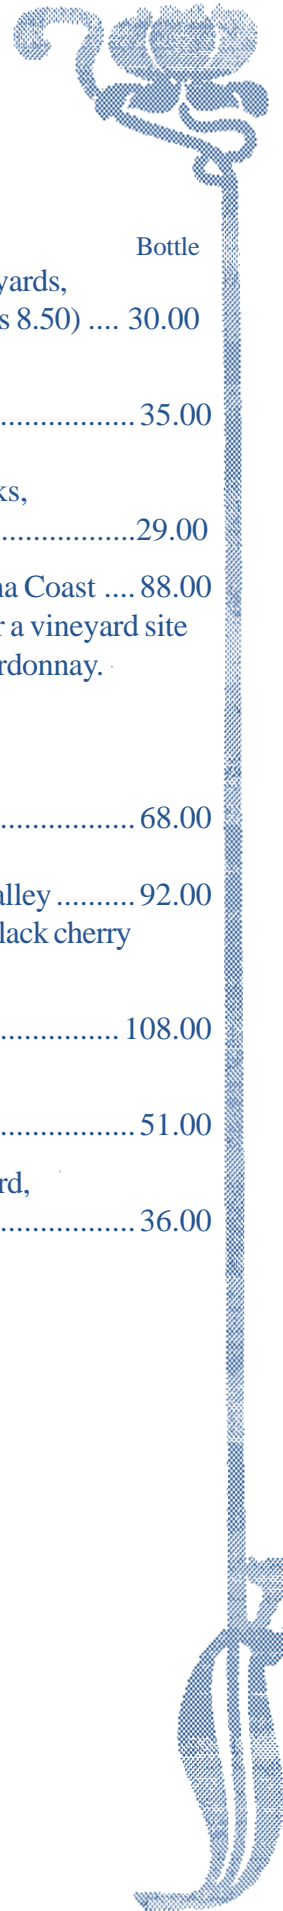 Bottle
yards,
s 8.50) .... 30.00
.................. 35.00
ks,
..................29.00
na Coast .... 88.00
r a vineyard site
rdonnay.
.................. 68.00
alley .......... 92.00
lack cherry
................ 108.00
.................. 51.00
rd,
.................. 36.00